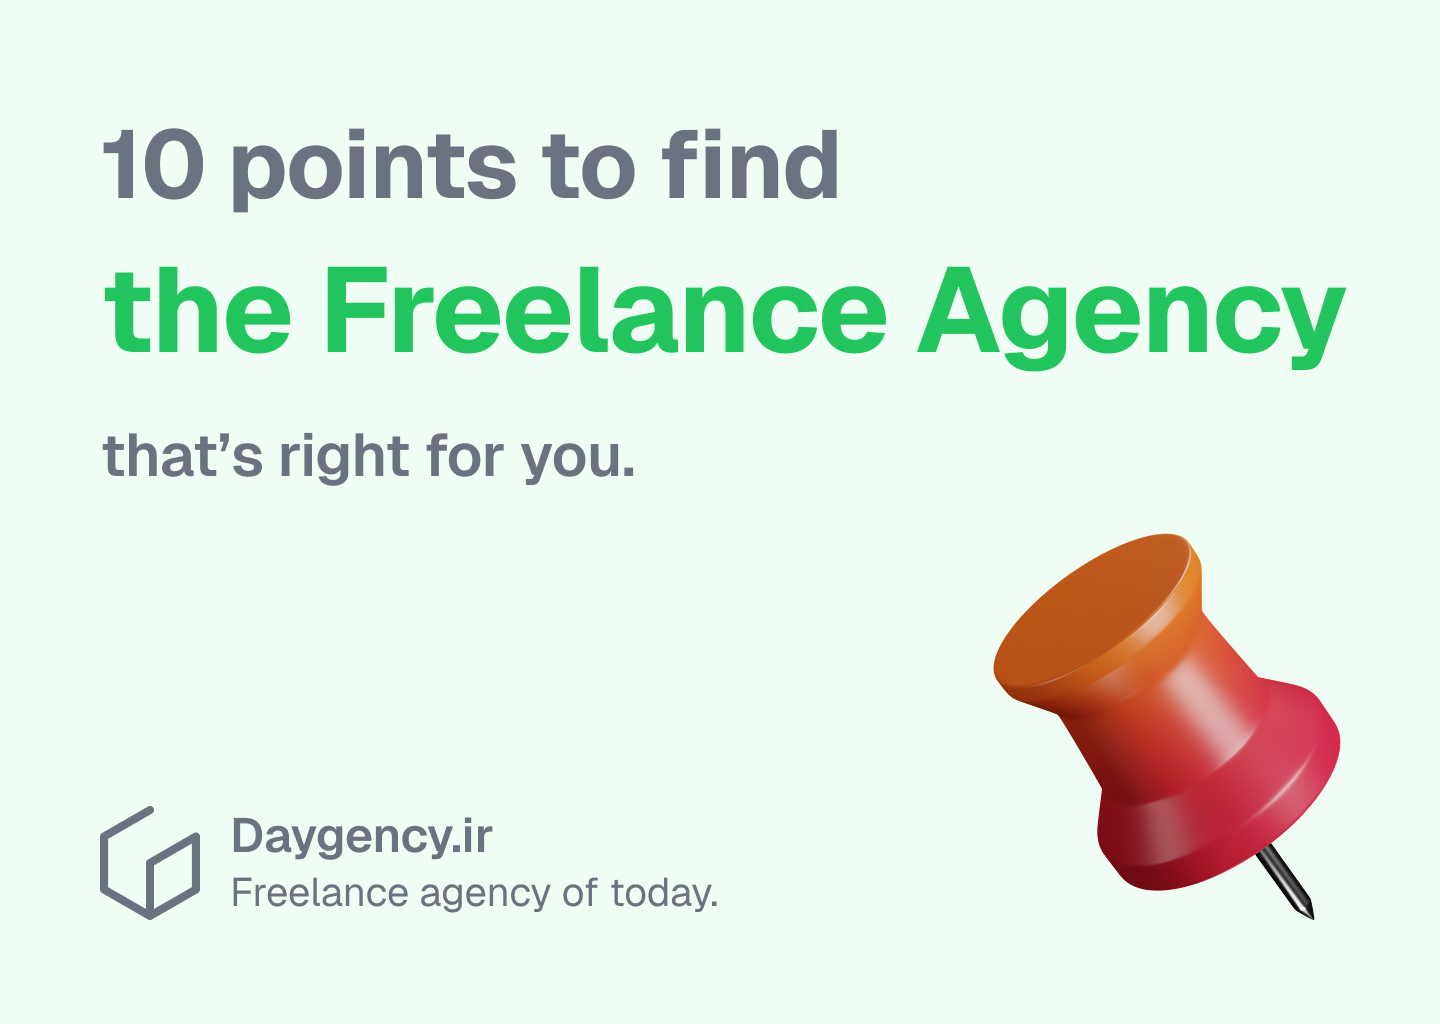 10 points to find
the Freelance Agency
that’s right for you.
Daygency.ir
Freelance agency of today.